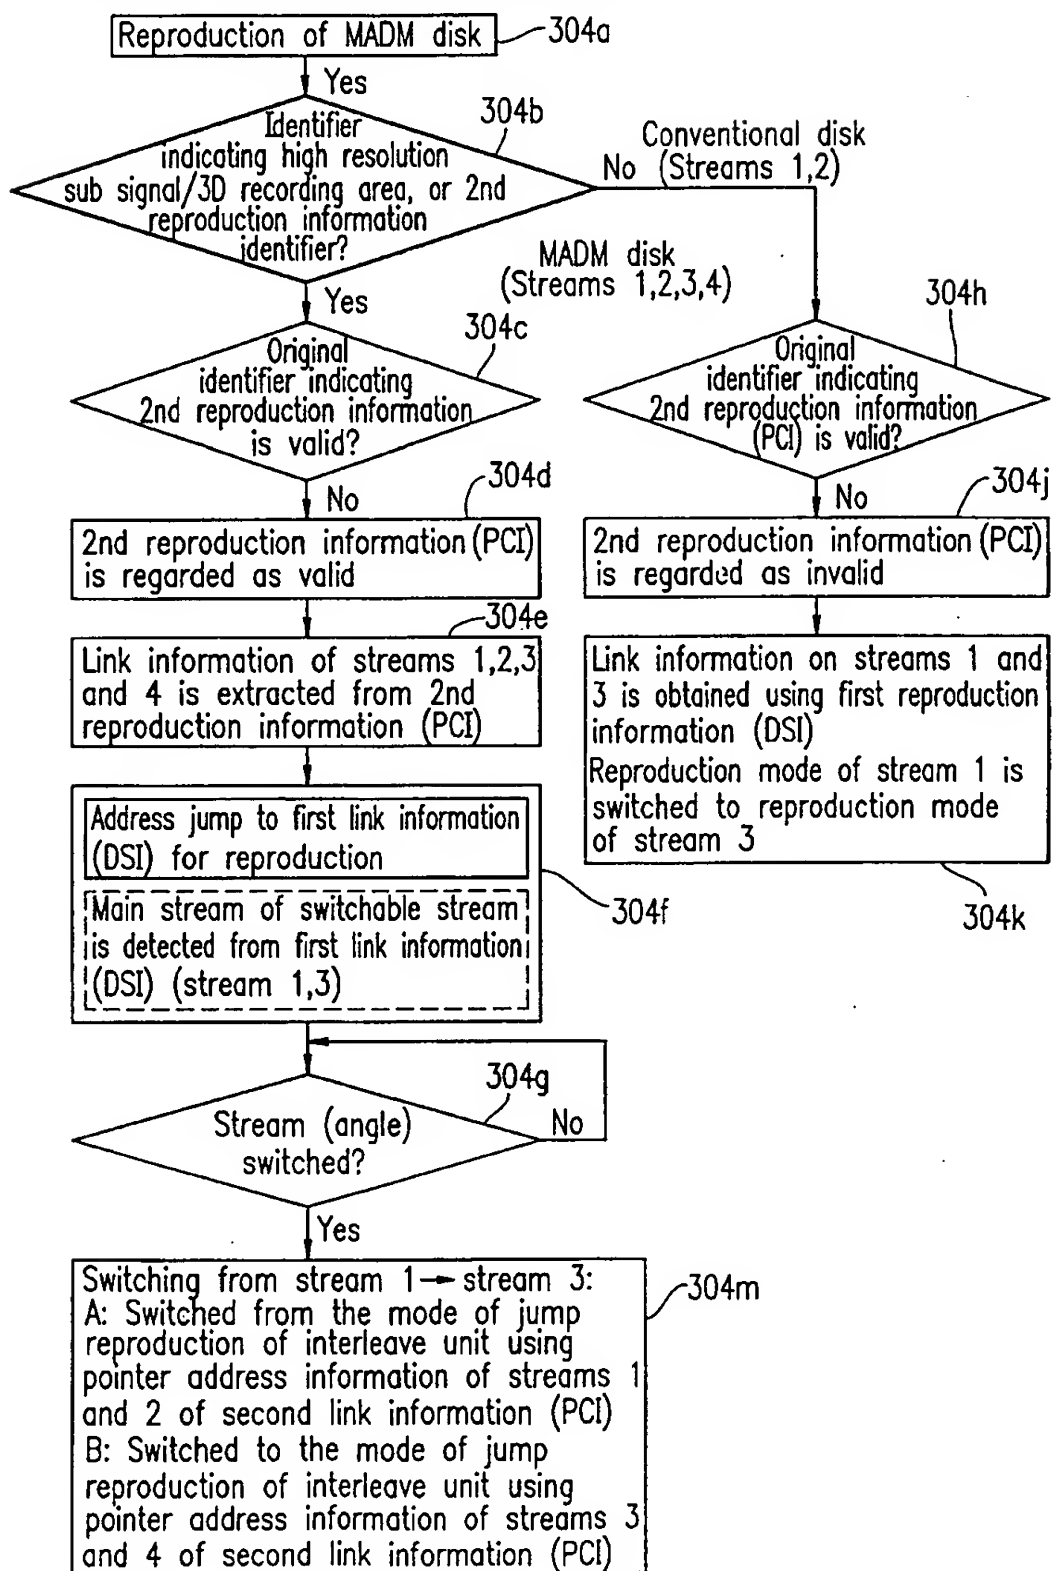 Reproduction of MADM disk
304a
Yes
304b
Identifier
indicating high resolution
sub signal/3D recording area, or 2nd
reproduction information
identifier?
Conventional disk
No (Streams 1,2)
MADM disk
(Streams 1,2,3,4)
Yes
304c
Original
identifier indicating
2nd reproduction information
is valid?
304h
Original
identifier indicating
2nd reproduction information
(PCI) is valid?
No
304d
No
304j
2nd reproduction information (PCI)
is regarded as valid
2nd reproduction information (PCI)
is regarded as invalid
304e
Link information of streams 1,2,3
and 4 is extracted from 2nd
reproduction information (PCI)
Link information on streams 1 and
3 is obtained using first reproduction
information (DSI)
Reproduction mode of stream 1 is
switched to reproduction mode
of stream 3
304k
Address jump to first link information
(DSI) for reproduction
Main stream of switchable stream
is detected from first link information
(DSI) (stream 1,3)
304f
304g
Stream (angle)
switched?
No
Yes
Switching from stream 1→ stream 3:
A: Switched from the mode of jump
reproduction of interleave unit using
pointer address information of streams 1
and 2 of second link information (PCI)
B: Switched to the mode of jump
reproduction of interleave unit using
pointer address information of streams 3
and 4 of second link information (PCI)
304m